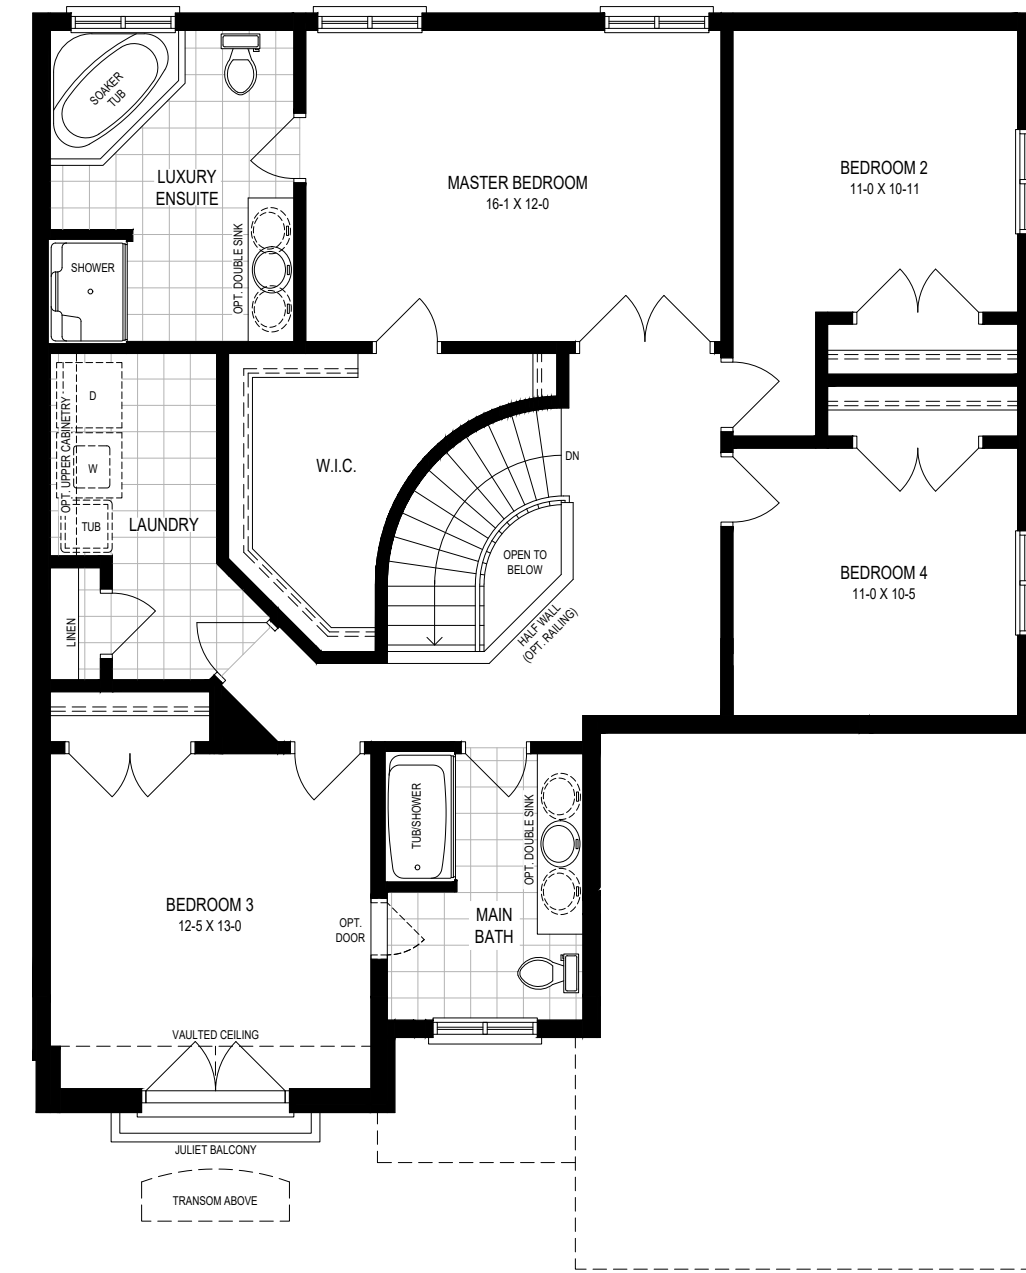 SOAKER
TUB
LUXURY
ENSUITE
MASTER BEDROOM
16-1 X 12-0
BEDROOM 2
11-0 X 10-11
OPT. DOUBLE SINK
SHOWER
D
OPT. UPPER CABINETRY
W
TUB
LAUNDRY
W.I.C.
DN
OPEN TO
BELOW
HALF WALL
(OPT. RAILING)
BEDROOM 4
11-0 X 10-5
LINEN
TUB/SHOWER
OPT. DOUBLE SINK
BEDROOM 3
12-5 X 13-0
OPT.
DOOR
MAIN
BATH
VAULTED CEILING
JULIET BALCONY
TRANSOM ABOVE